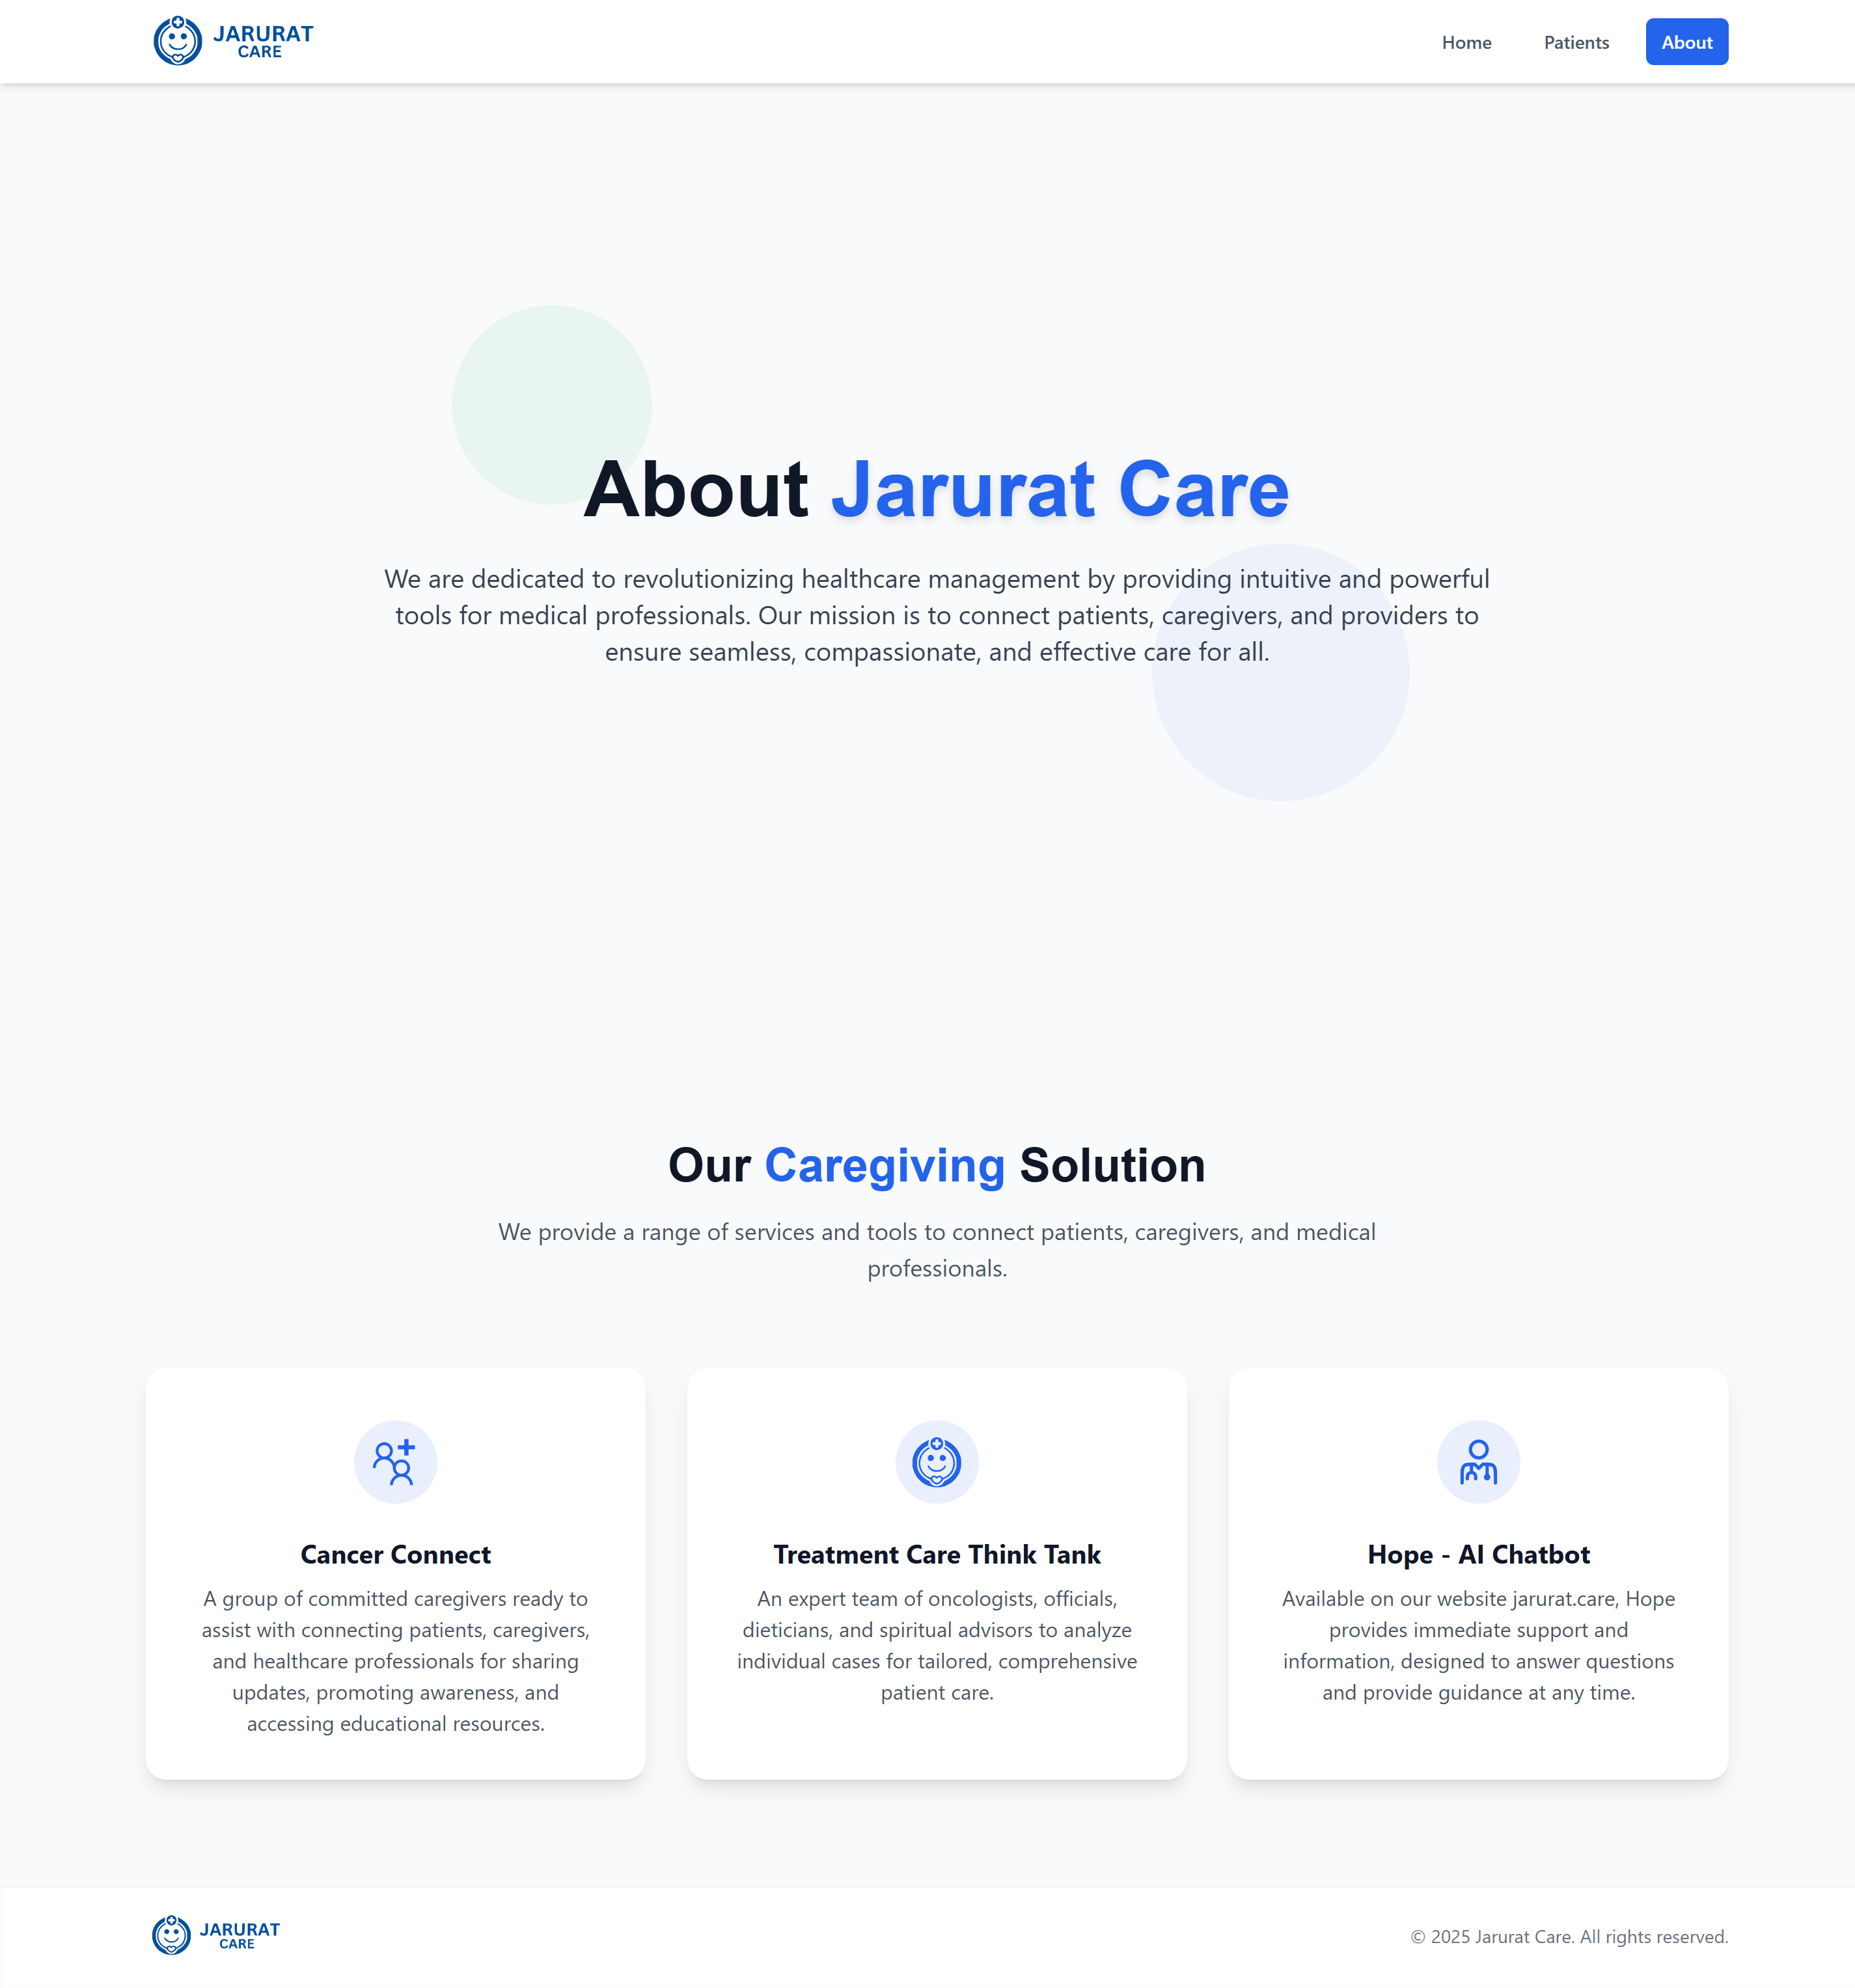 JARURAT
CARE
Home
Patients
About
About Jarurat Care
We are dedicated to revolutionizing healthcare management by providing intuitive and powerful
tools for medical professionals. Our mission is to connect patients, caregivers, and providers to
ensure seamless, compassionate, and effective care for all.
Our Caregiving Solution
We provide a range of services and tools to connect patients, caregivers, and medical
professionals.
Cancer Connect
A group of committed caregivers ready to
assist with connecting patients, caregivers,
and healthcare professionals for sharing
updates, promoting awareness, and
accessing educational resources.
Treatment Care Think Tank
An expert team of oncologists, officials,
dieticians, and spiritual advisors to analyze
individual cases for tailored, comprehensive
patient care.
Hope - AI Chatbot
Available on our website jarurat.care, Hope
provides immediate support and
information, designed to answer questions
and provide guidance at any time.
JARURAT
CARE
© 2025 Jarurat Care. All rights reserved.